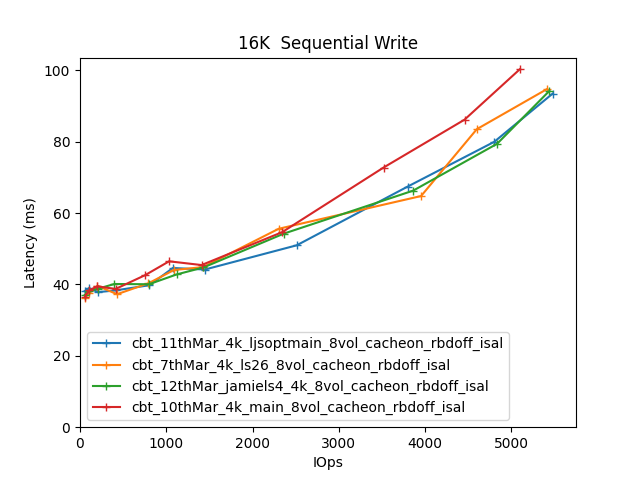 16K  Sequential Write
Latency (ms)
100
80
60
40
20
0
0 1000 2000 3000 4000 5000
IOps
cbt_11thMar_4k_ljsoptmain_8vol_cacheon_rbdoff_isal
cbt_7thMar_4k_ls26_8vol_cacheon_rbdoff_isal
cbt_12thMar_jamiels4_4k_8vol_cacheon_rbdoff_isal
cbt_10thMar_4k_main_8vol_cacheon_rbdoff_isal